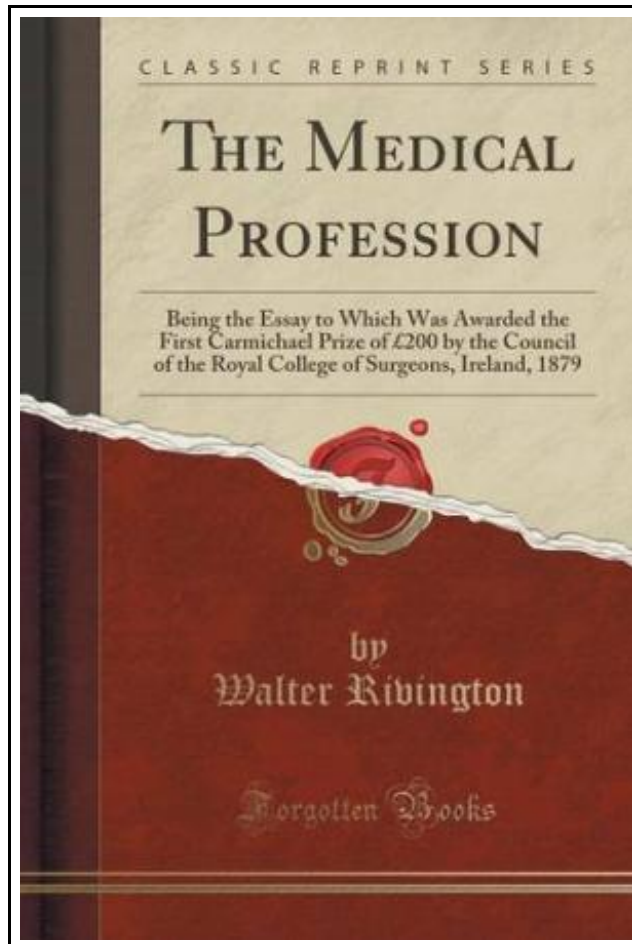 CLASSIC REPRINT SERIES
THE MEDICAL
PROFESSION
Being the Essay to Which Was Awarded the
First Carmichael Prize of £200 by the Council
of the Royal College of Surgeons, Ireland, 1879
by
Walter Rivington
Forgotten Books